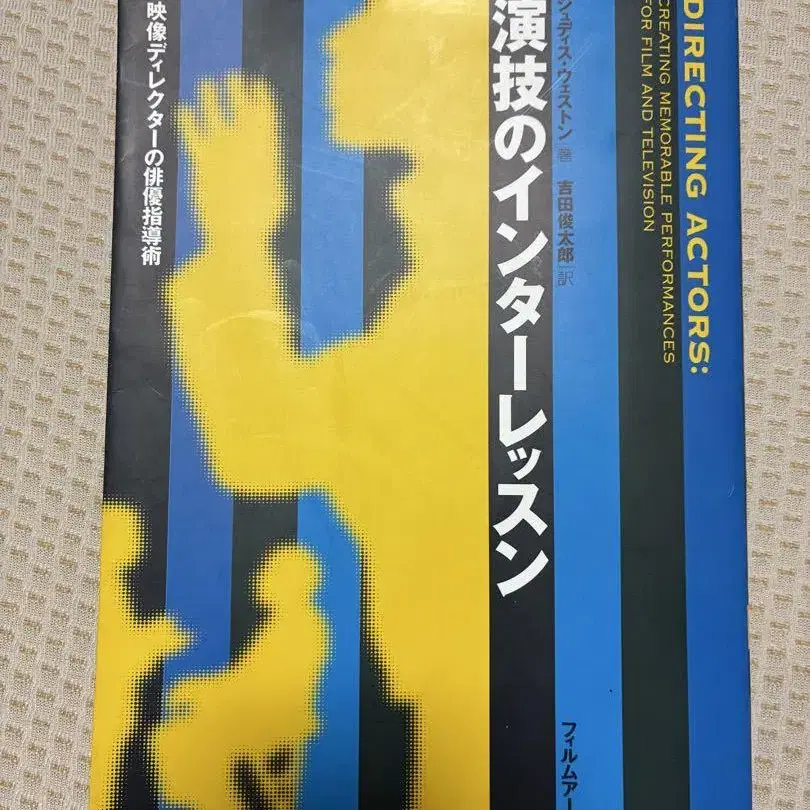 DIRECTING ACTORS:
CREATING MEMORABLE PERFORMANCES
FOR FILM AND TELEVISION
ジュディス・ウェストン 著 吉田俊太郎 訳
演技のインターレッスン
映像ディレクターの俳優指導術
フィルムアー